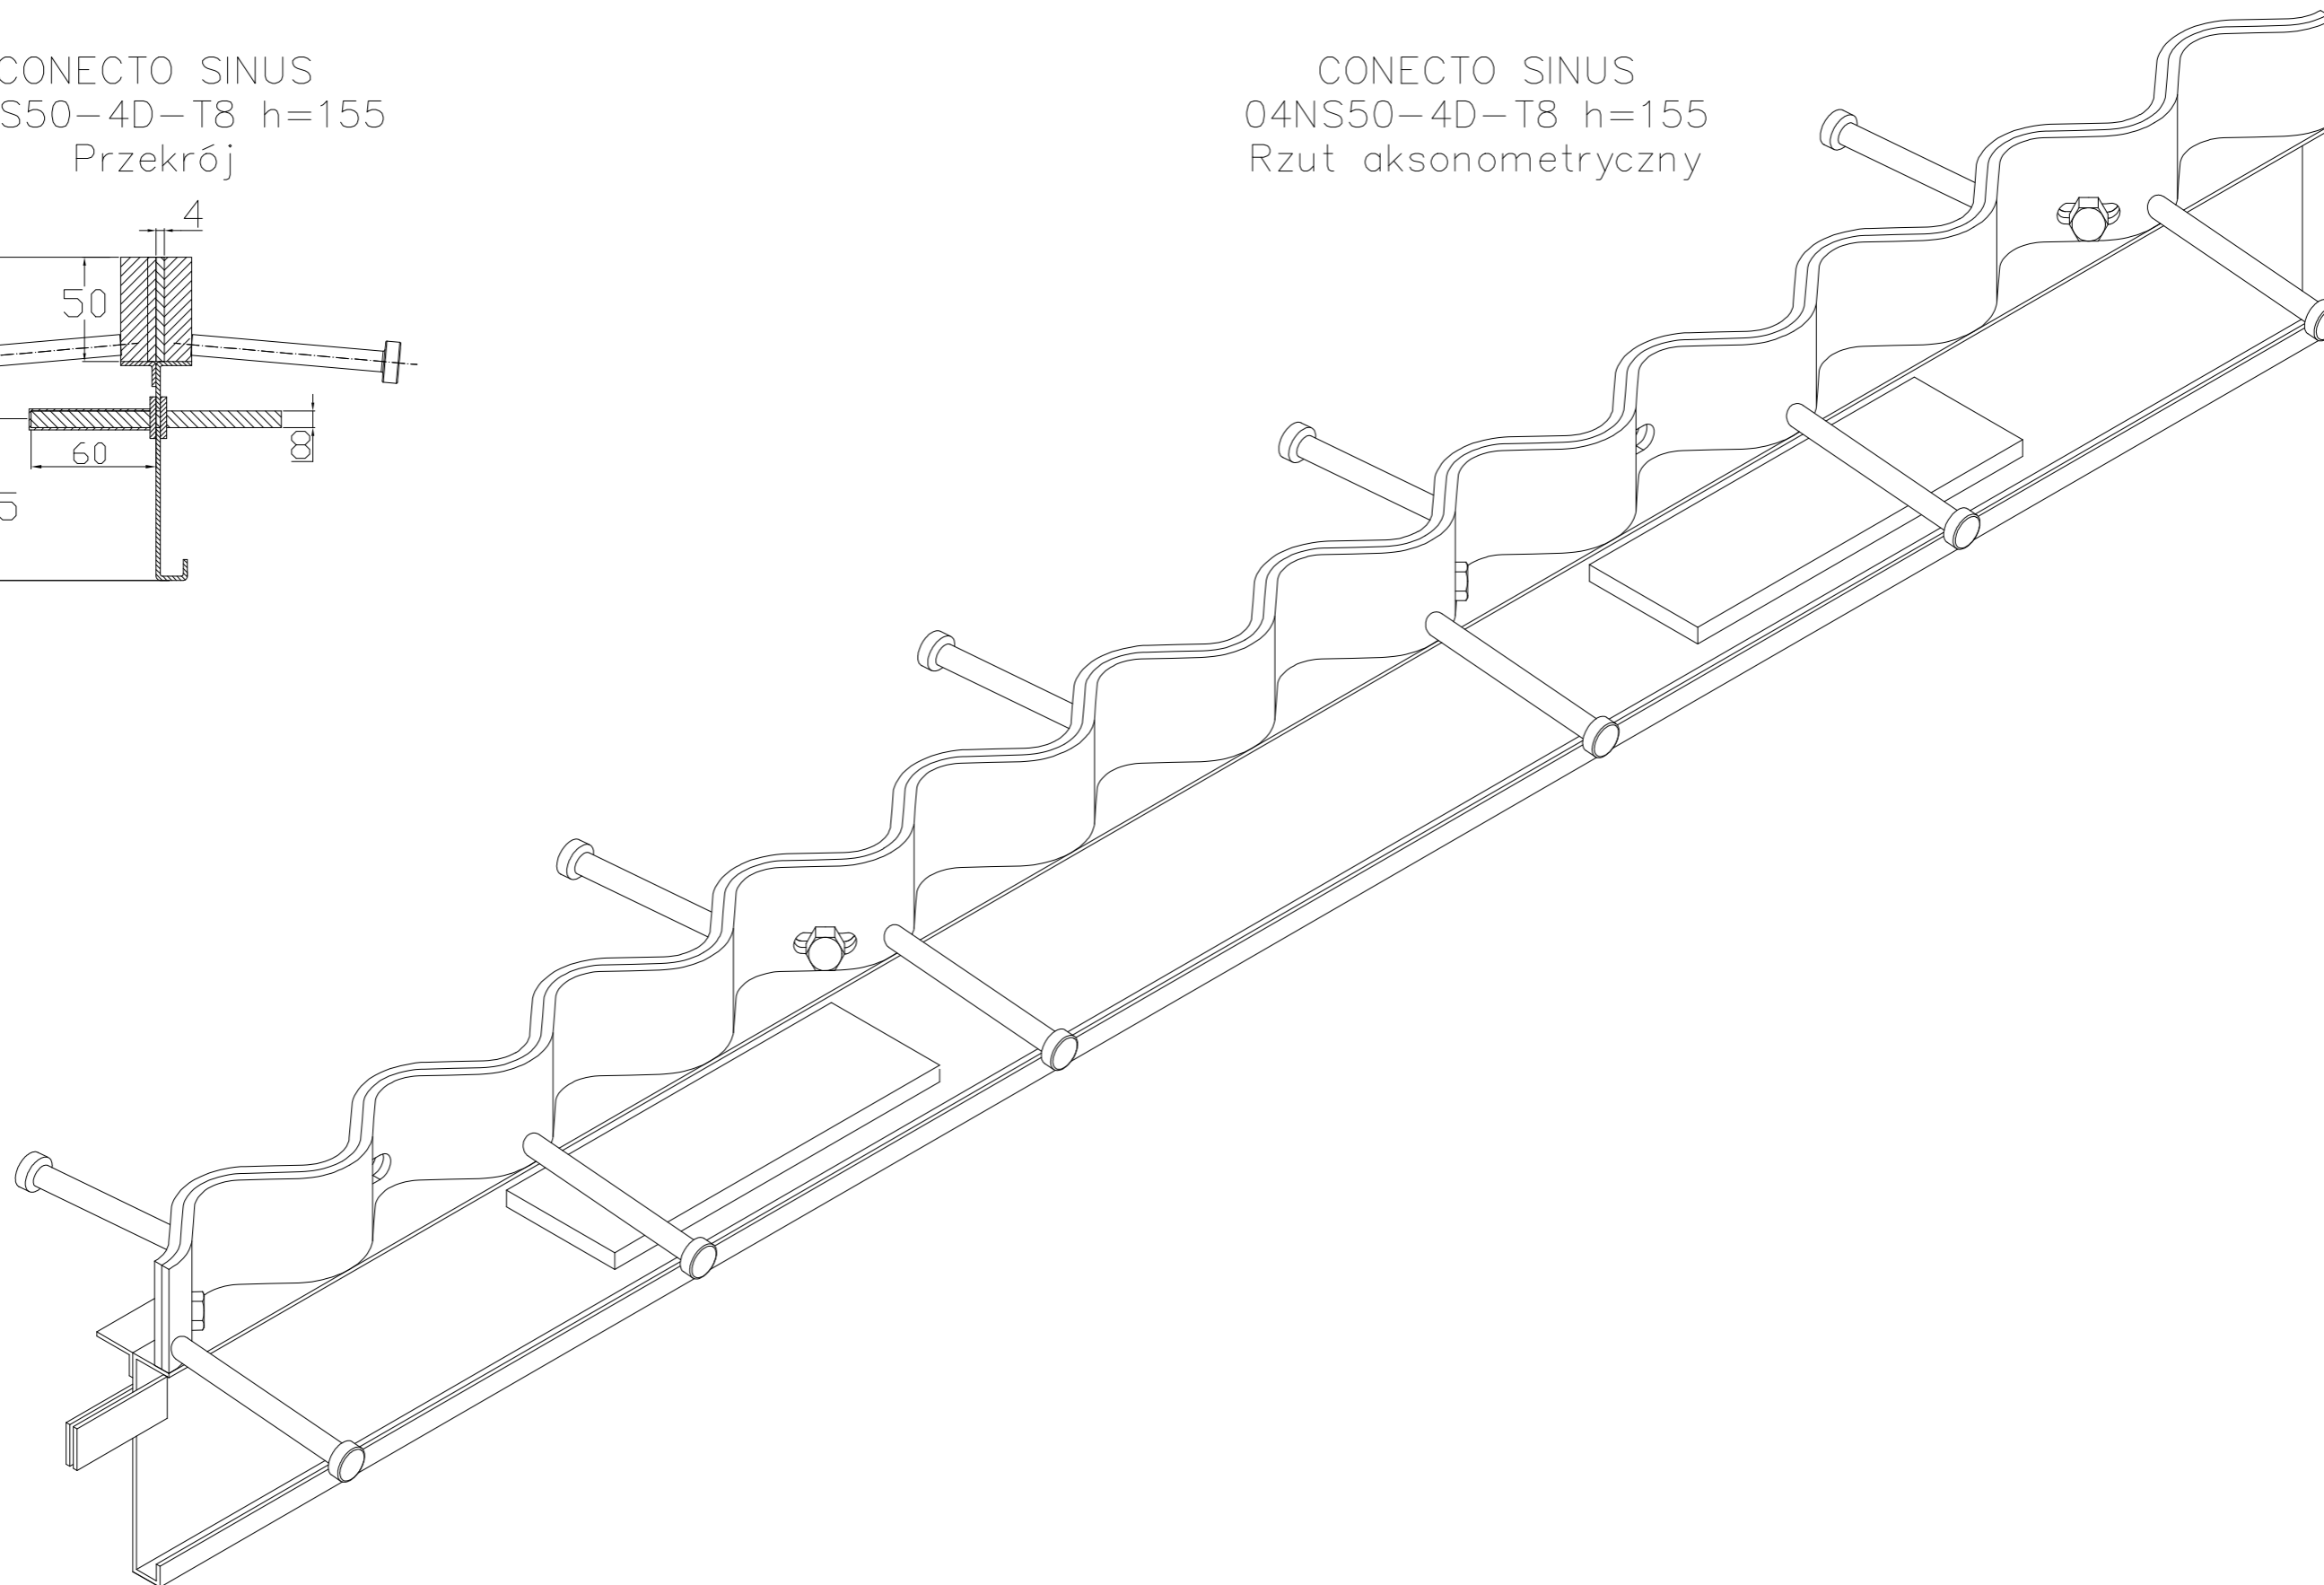 CONECTO SINUS
S50-4D-T8 h=155
Przekrój
4
50
60
8
CONECTO SINUS
04NS50-4D-T8 h=155
Rzut aksonometryczny